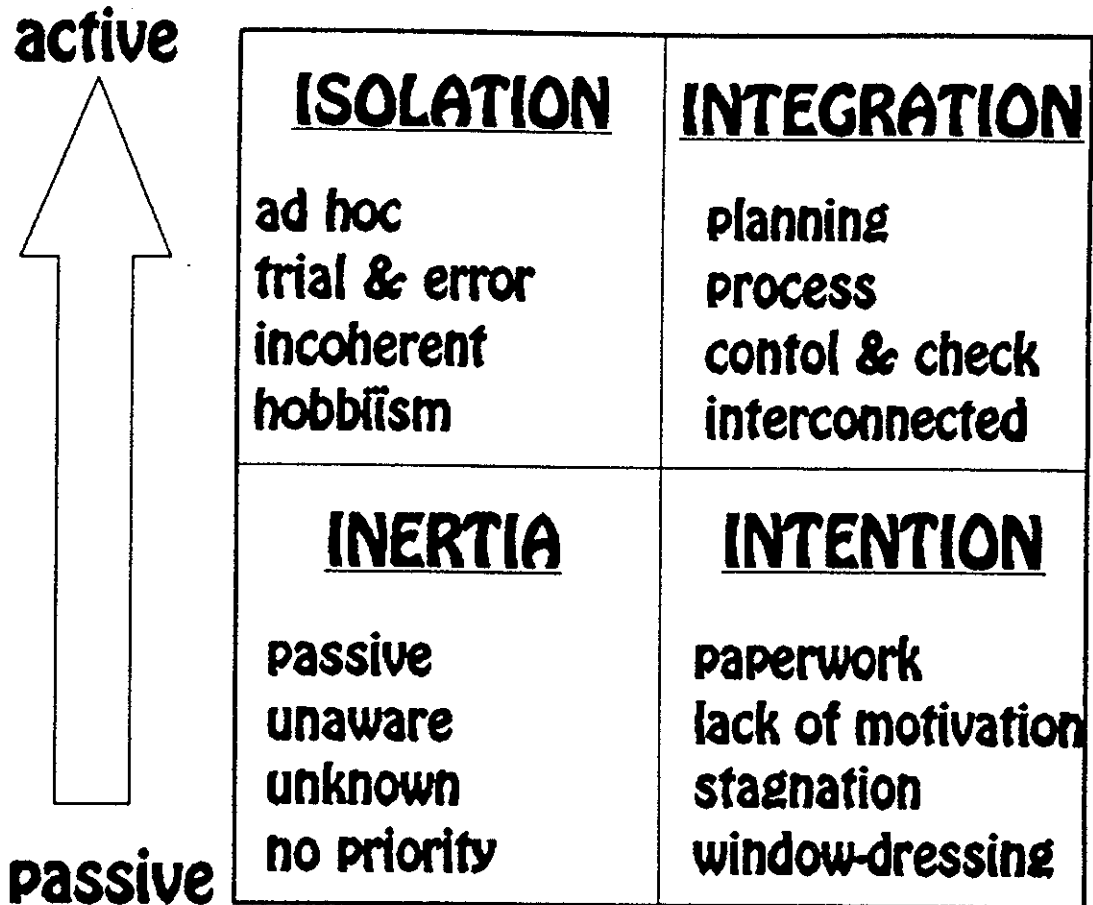 active
ISOLATION
ad hoc
trial & error
incoherent
hobbiïsm
INTEGRATION
planning
process
contol & check
interconnected
INERTIA
passive
unaware
unknown
no priority
INTENTION
paperwork
lack of motivation
stagnation
window-dressing
passive